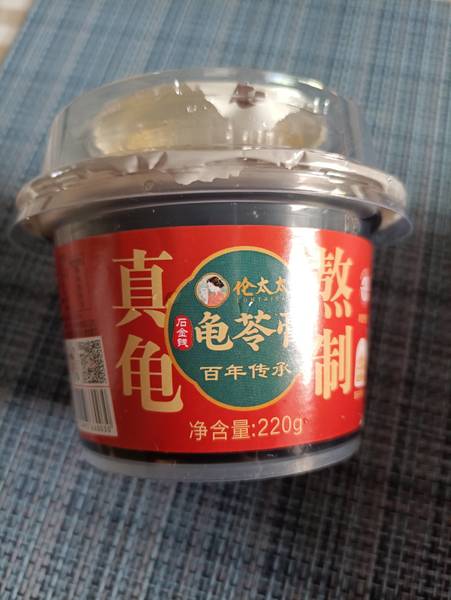 真龟
熬制
伦太太
石金钱
龟苓膏
百年传承
净含量:220g